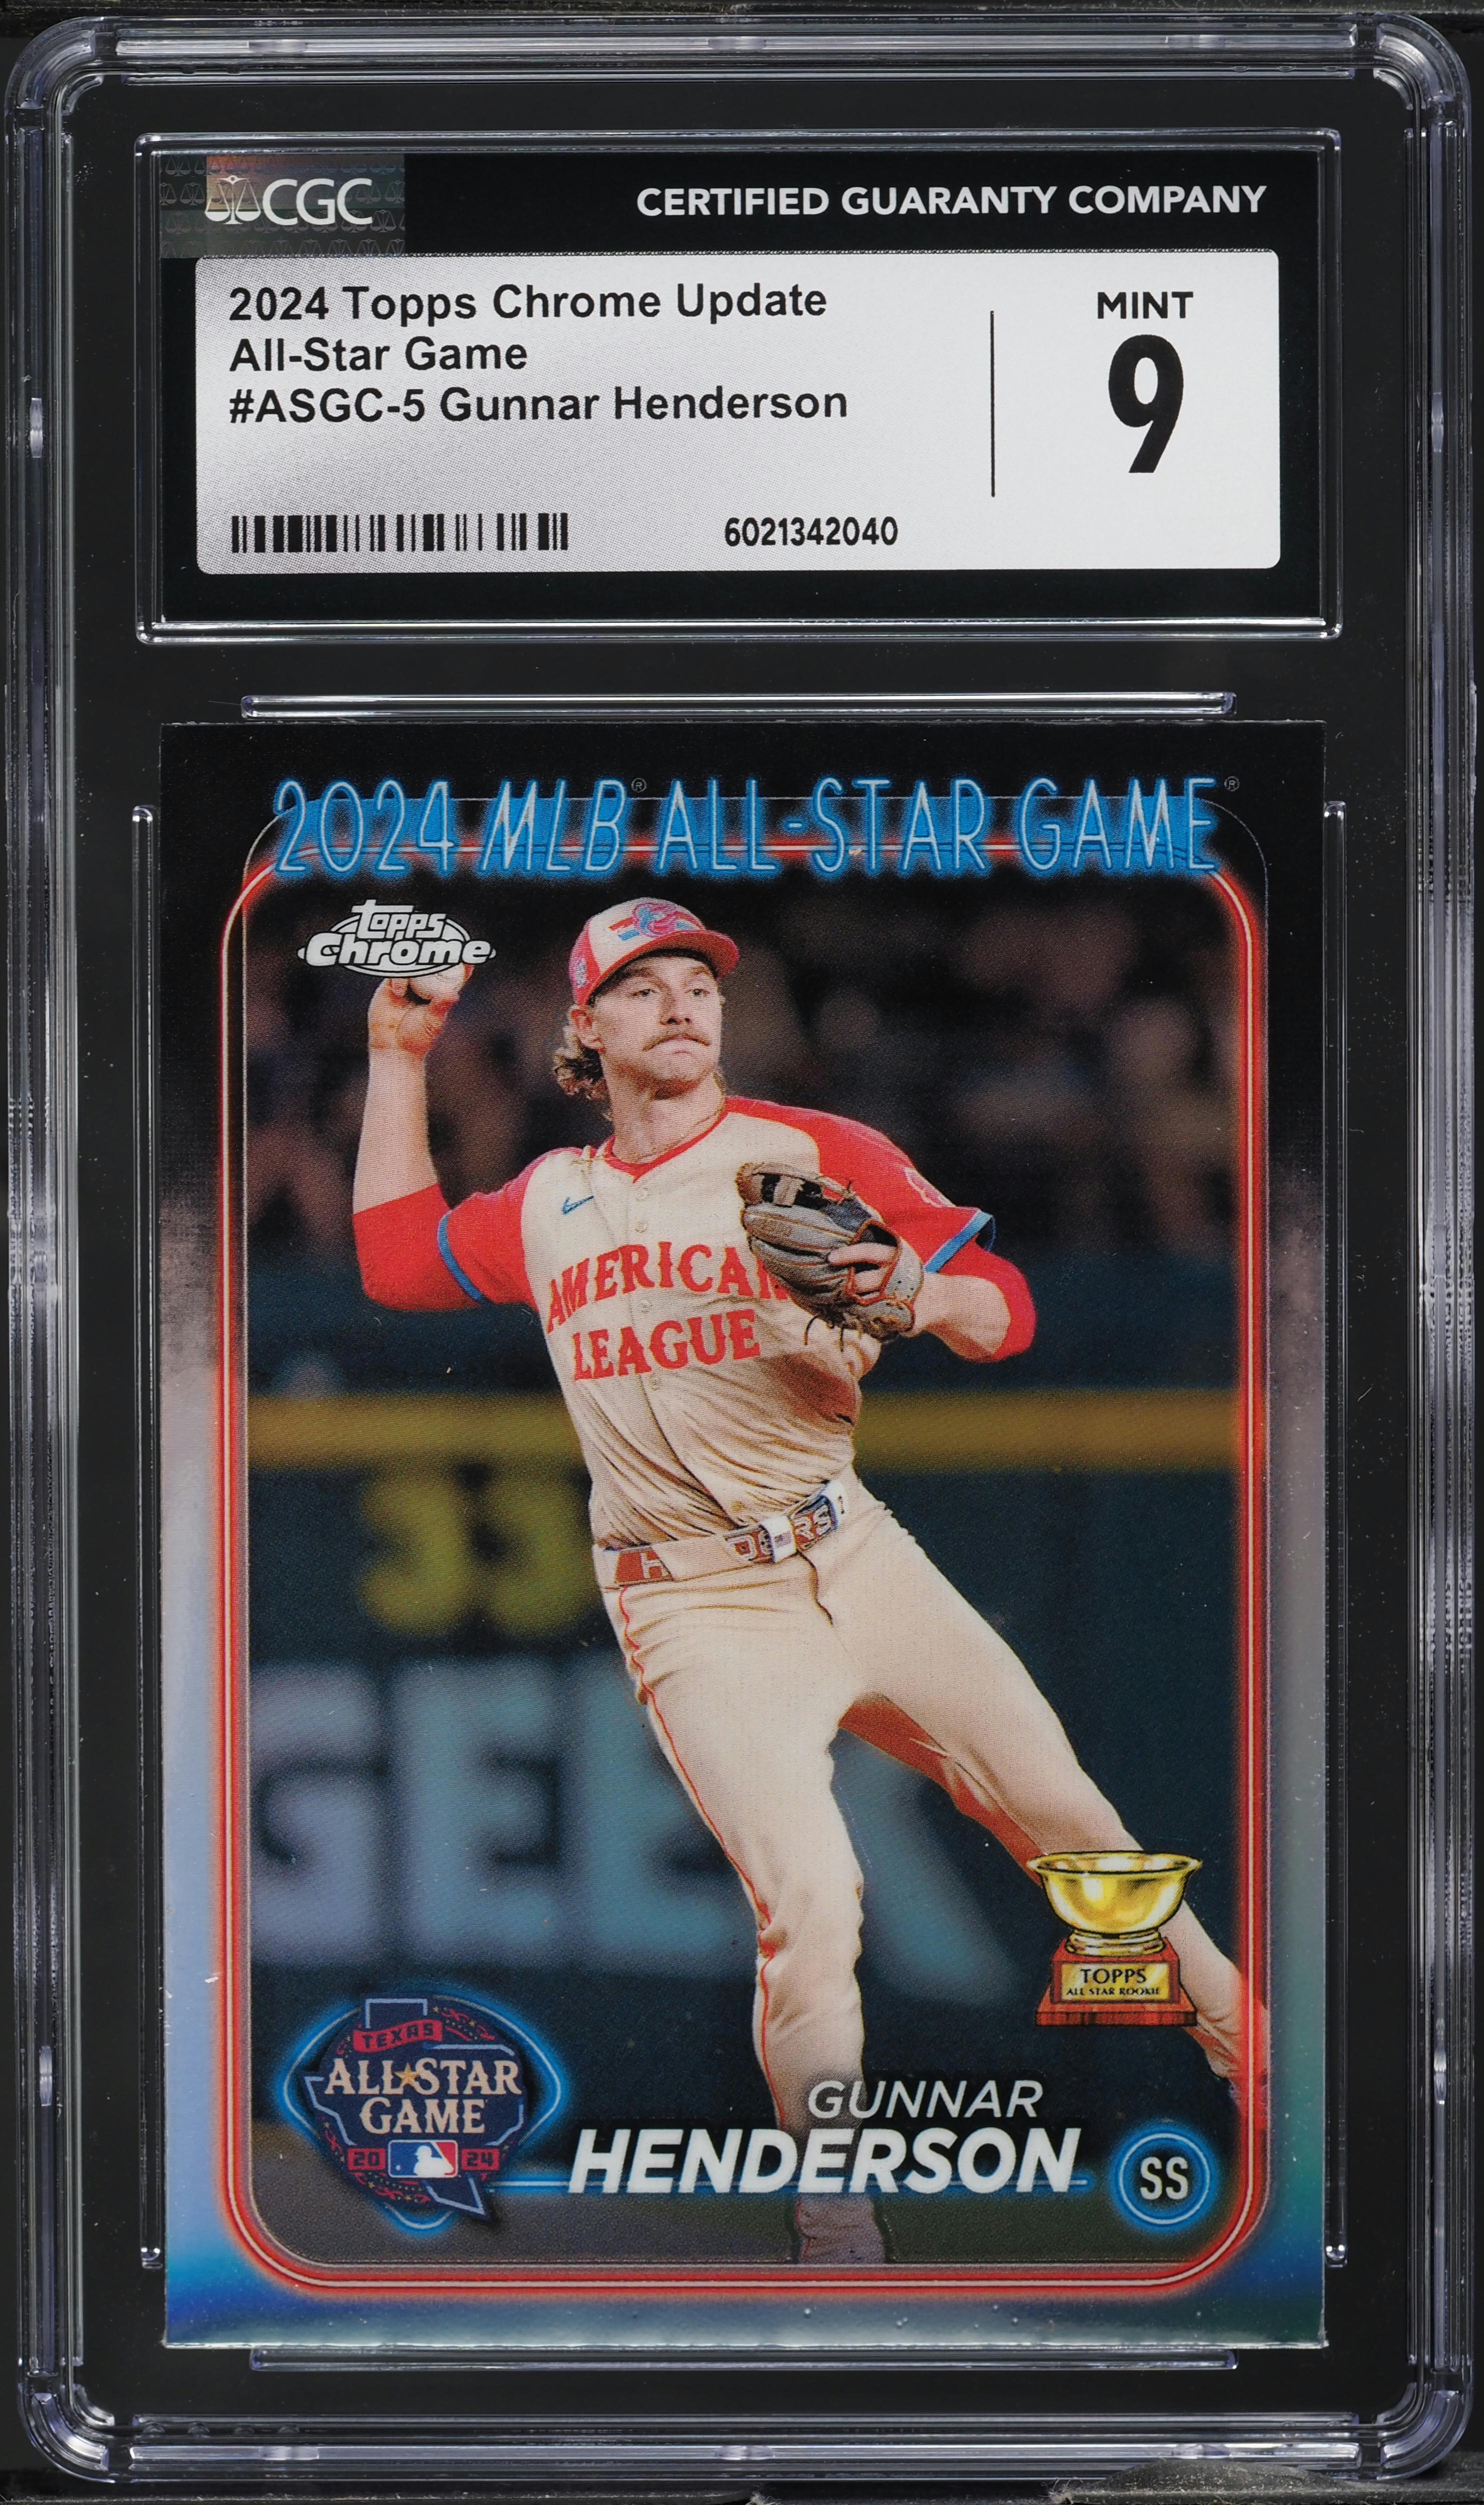 CGC
CERTIFIED GUARANTY COMPANY
2024 Topps Chrome Update
All-Star Game
#ASGC-5 Gunnar Henderson
MINT
9
6021342040
2024 MLB® ALL-STAR GAME®
Topps
Chrome
AMERICAN
LEAGUE
33
GEL
TOPPS
ALL STAR ROOKIE
TEXAS
ALL★STAR
GAME
20 24
GUNNAR
HENDERSON
SS